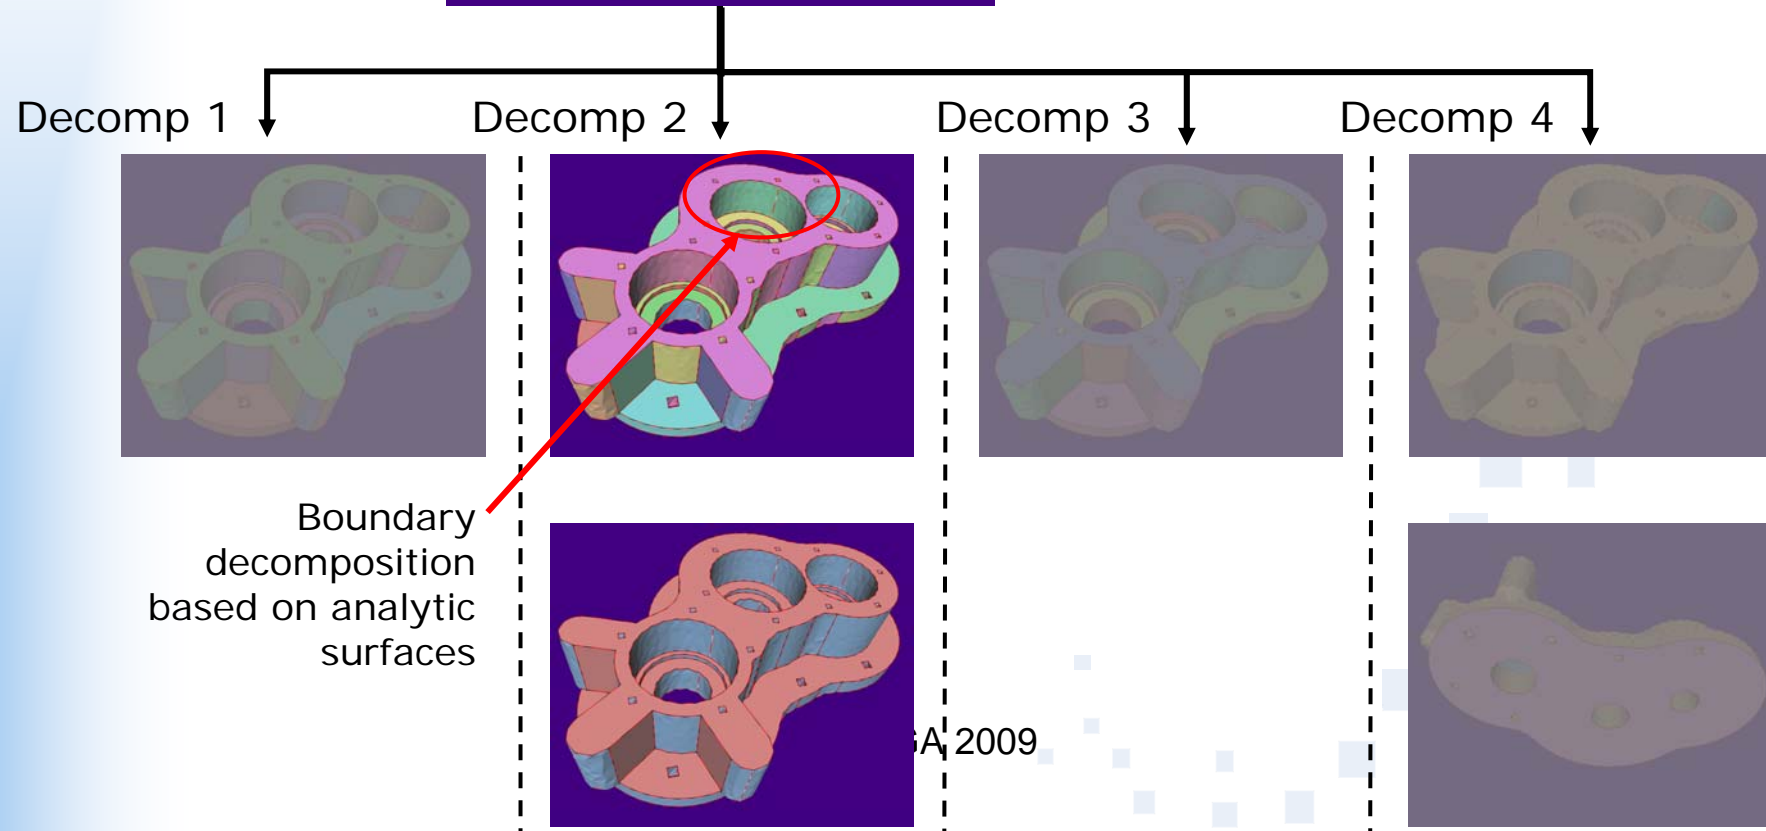 Decomp 1
Decomp 2
Decomp 3
Decomp 4
Boundary
decomposition
based on analytic
surfaces
2009